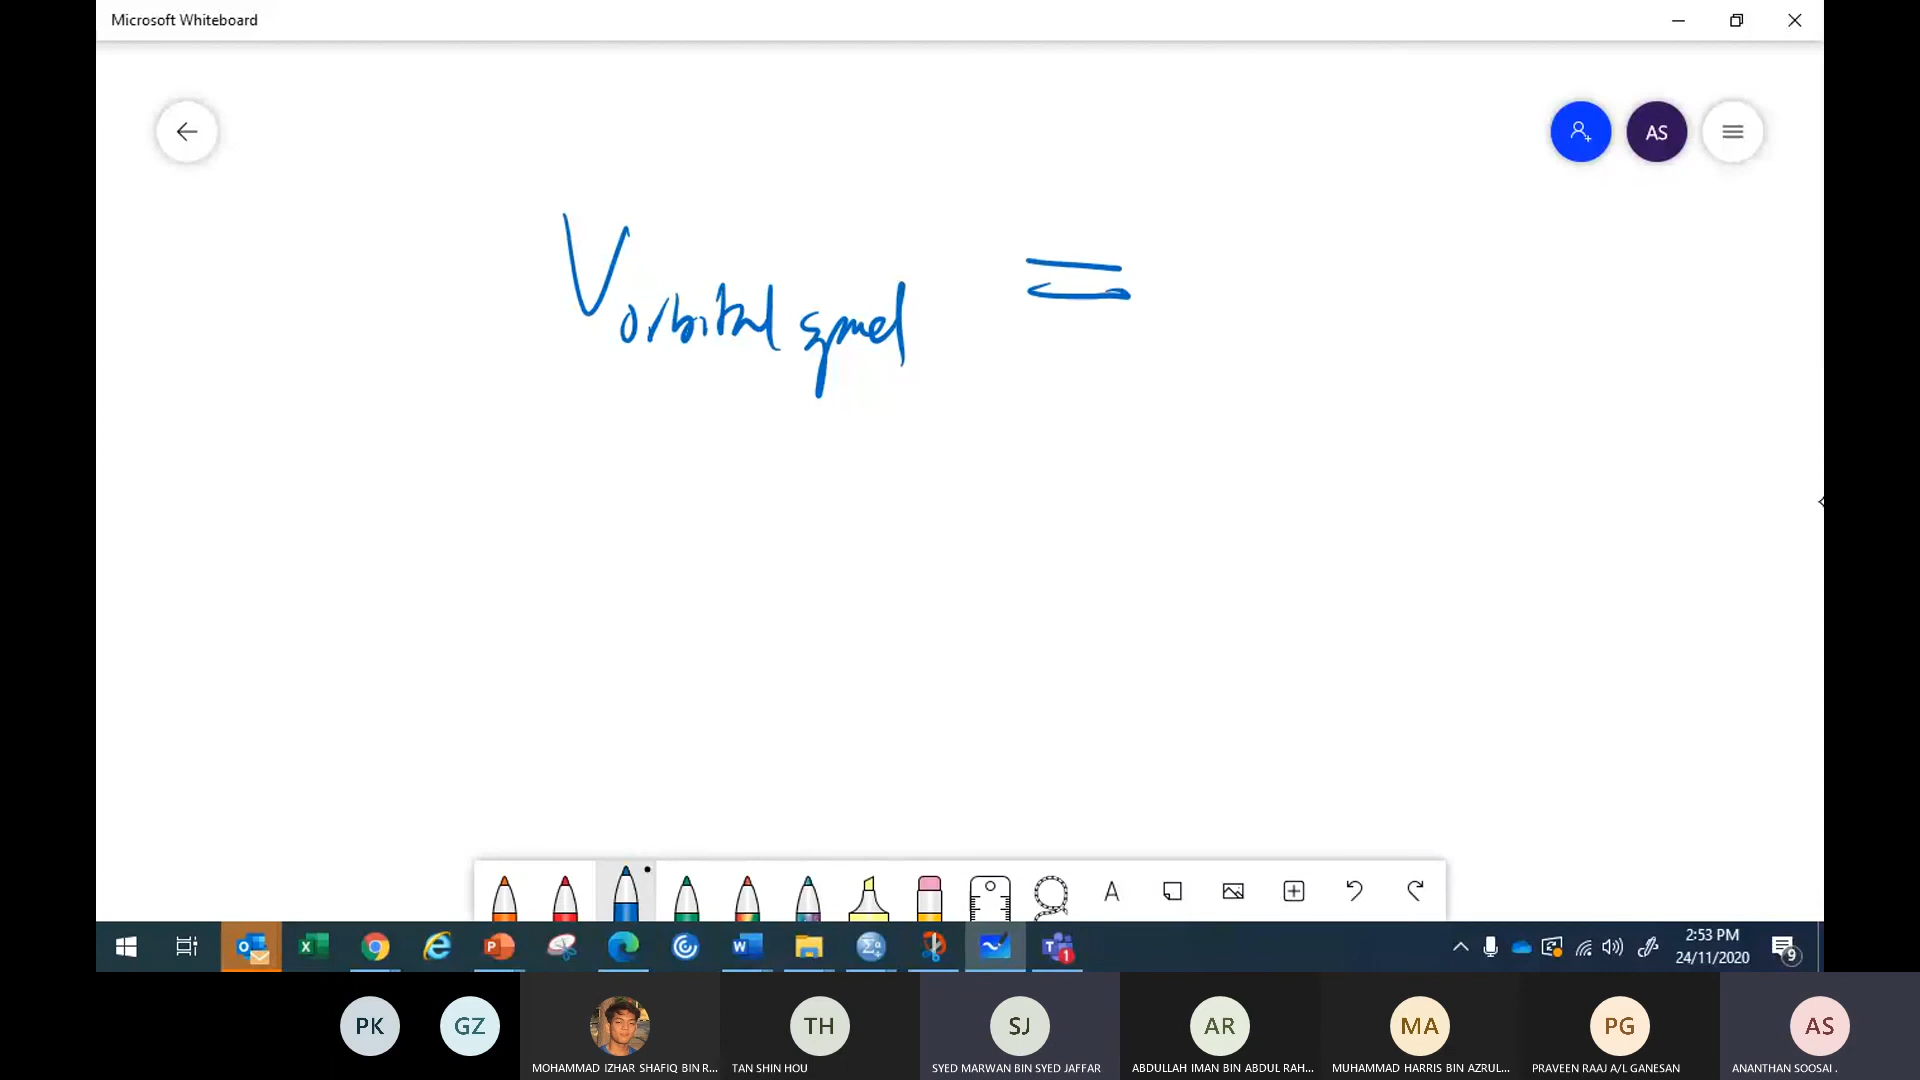 Microsoft Whiteboard
AS
V orbital speed =
A
2:53 PM
24/11/2020
9
1
PK
GZ
TH
SJ
AR
MA
PG
AS
MOHAMMAD IZHAR SHAFIQ BIN R...
TAN SHIN HOU
SYED MARWAN BIN SYED JAFFAR
ABDULLAH IMAN BIN ABDUL RAH...
MUHAMMAD HARRIS BIN AZRUL...
PRAVEEN RAAJ A/L GANESAN
ANANTHAN SOOSAI .